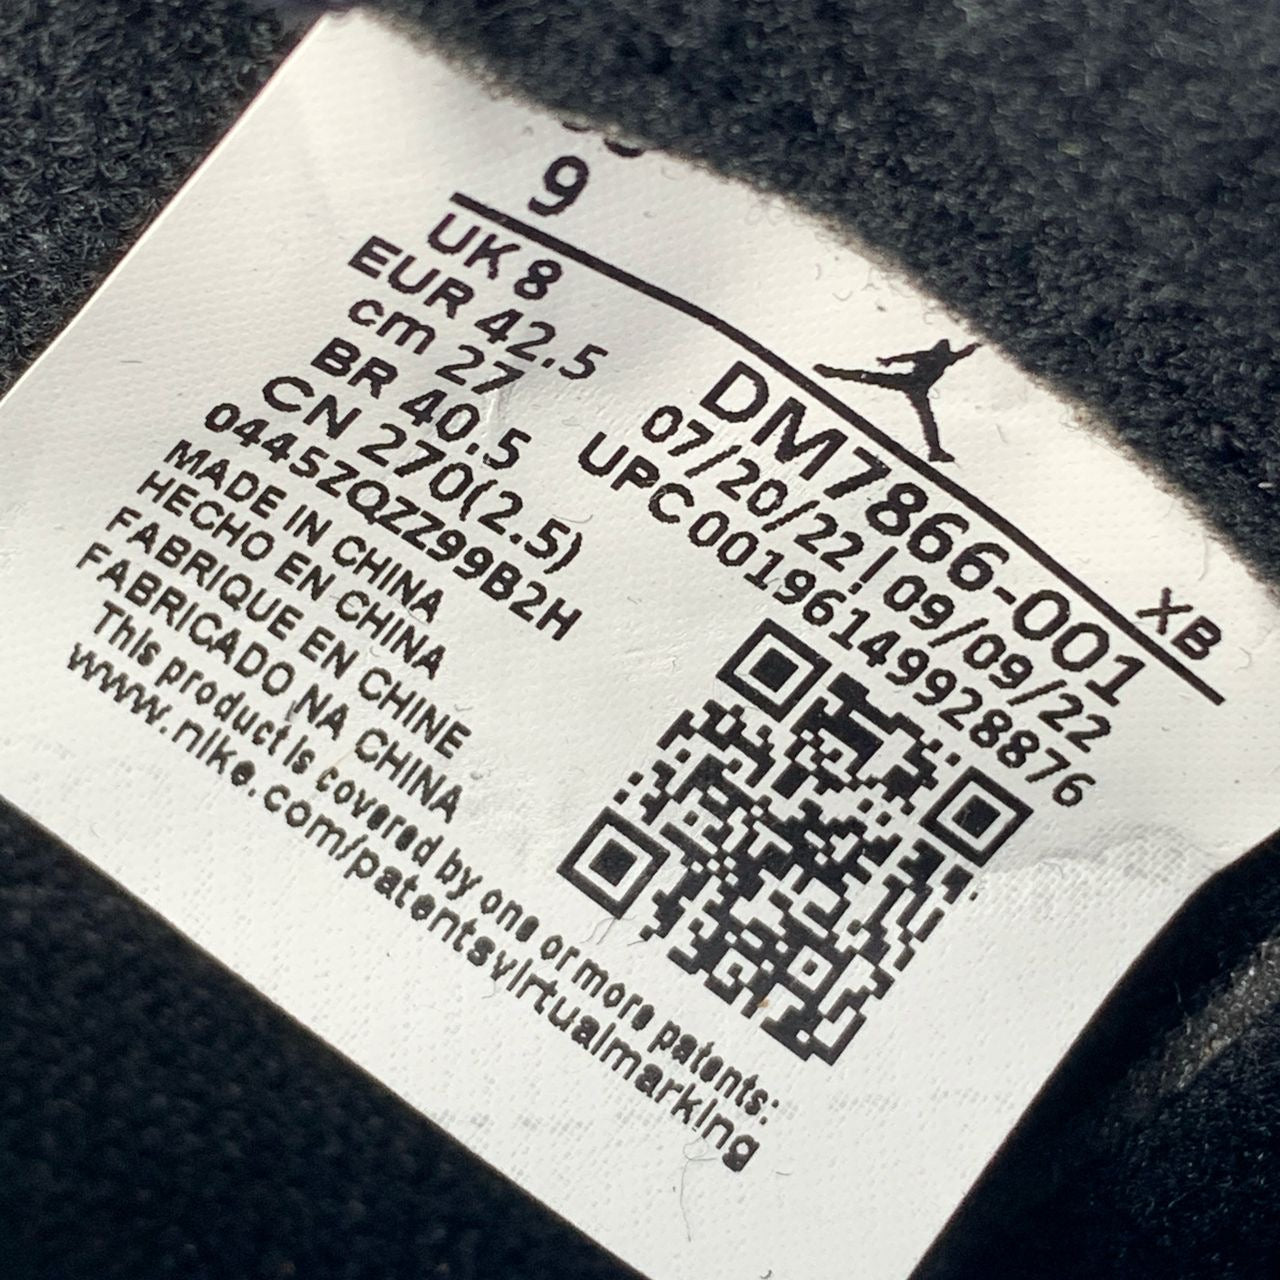 9
UK 8
EUR 42.5
cm 27
BR 40.5
CN 270(2.5)
0445ZQZZ99B2H
MADE IN CHINA
HECHO EN CHINA
FABRIQUE EN CHINE
FABRICADO NA CHINA
This product is covered by one or more patents:
www.nike.com/patentsvirtualmarking
XB
DM7866-001
07/20/22 | 09/09/22
UPC 00196149928876